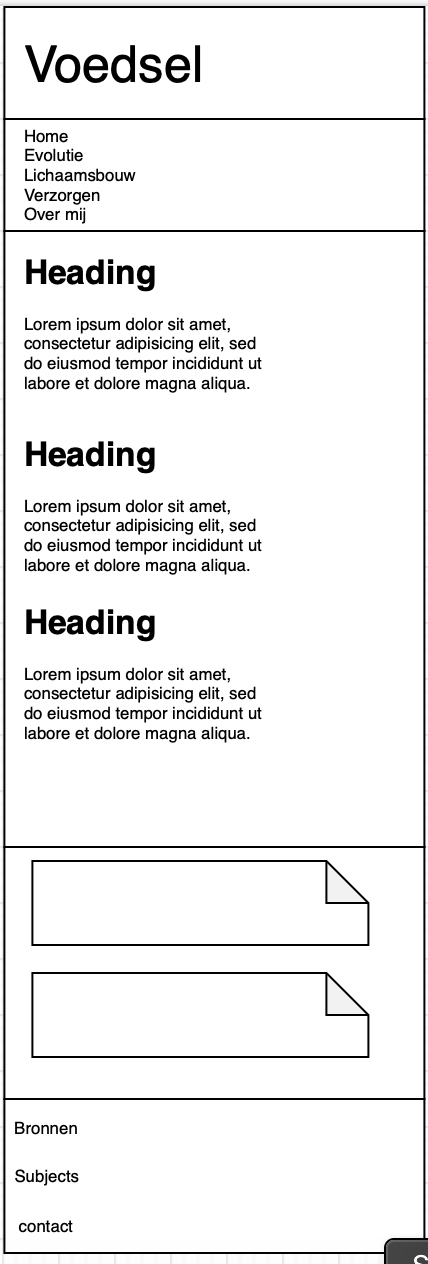 Voedsel
Home
Evolutie
Lichaamsbouw
Verzorgen
Over mij
Heading
Lorem ipsum dolor sit amet,
consectetur adipisicing elit, sed
do eiusmod tempor incididunt ut
labore et dolore magna aliqua.
Heading
Lorem ipsum dolor sit amet,
consectetur adipisicing elit, sed
do eiusmod tempor incididunt ut
labore et dolore magna aliqua.
Heading
Lorem ipsum dolor sit amet,
consectetur adipisicing elit, sed
do eiusmod tempor incididunt ut
labore et dolore magna aliqua.
Bronnen
Subjects
contact